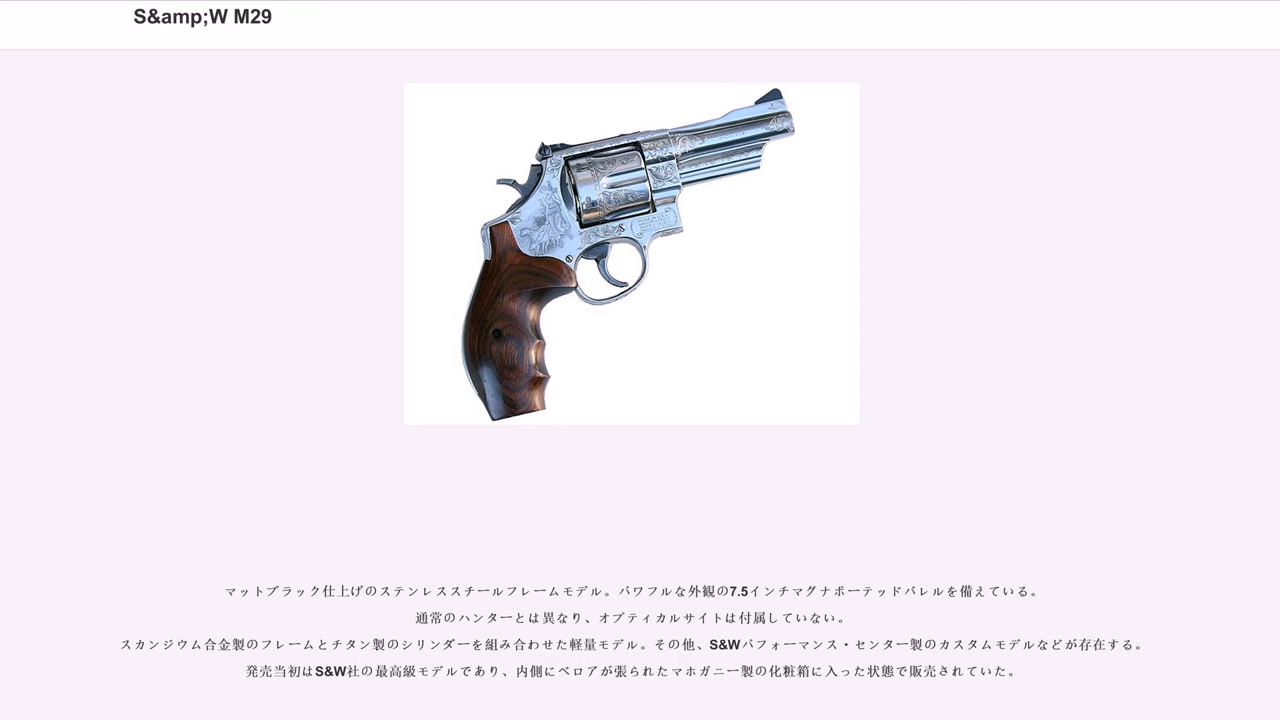 S&amp;W M29
マットブラック仕上げのステンレススチールフレームモデル。パワフルな外観の7.5インチマグナポーテッドバレルを備えている。
通常のハンターとは異なり、オプティカルサイトは付属していない。
スカンジウム合金製のフレームとチタン製のシリンダーを組み合わせた軽量モデル。その他、S&Wパフォーマンス・センター製のカスタムモデルなどが存在する。
発売当初はS&W社の最高級モデルであり、内側にベロアが張られたマホガニー製の化粧箱に入った状態で販売されていた。